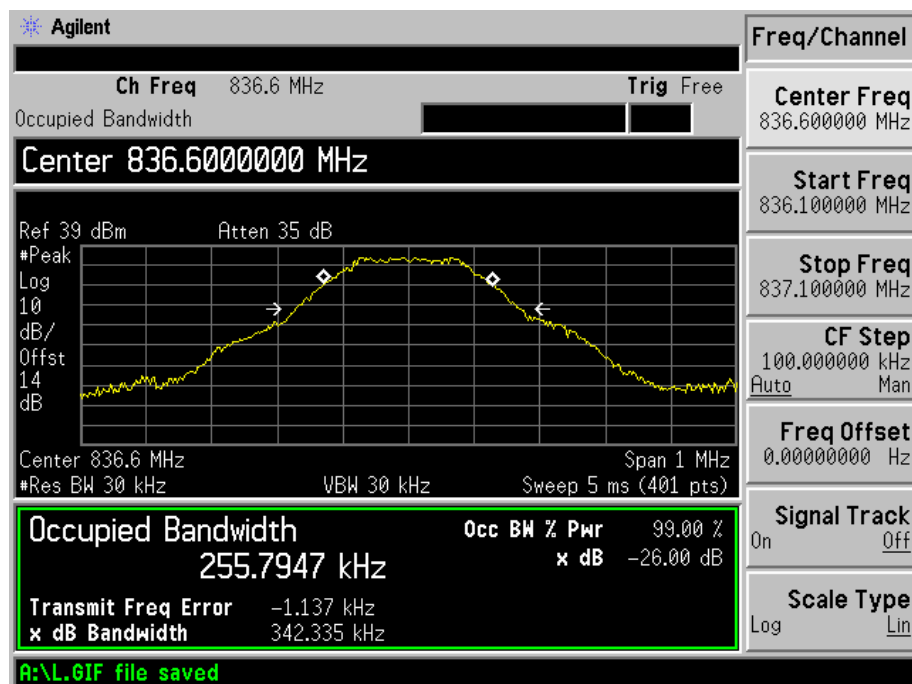 Agilent
Freq/Channel
Ch Freq 836.6 MHz Trig Free
Occupied Bandwidth
Center 836.6000000 MHz
Ref 39 dBm Atten 35 dB
#Peak
Log
10
dB/
Offst
14
dB
Center 836.6 MHz Span 1 MHz
#Res BW 30 kHz VBW 30 kHz Sweep 5 ms (401 pts)
Occupied Bandwidth Occ BW % Pwr 99.00 %
255.7947 kHz x dB -26.00 dB
Transmit Freq Error -1.137 kHz
x dB Bandwidth 342.335 kHz
A:\L.GIF file saved
Center Freq
836.600000 MHz
Start Freq
836.100000 MHz
Stop Freq
837.100000 MHz
CF Step
100.000000 kHz
Auto Man
Freq Offset
0.00000000 Hz
Signal Track
On Off
Scale Type
Log Lin